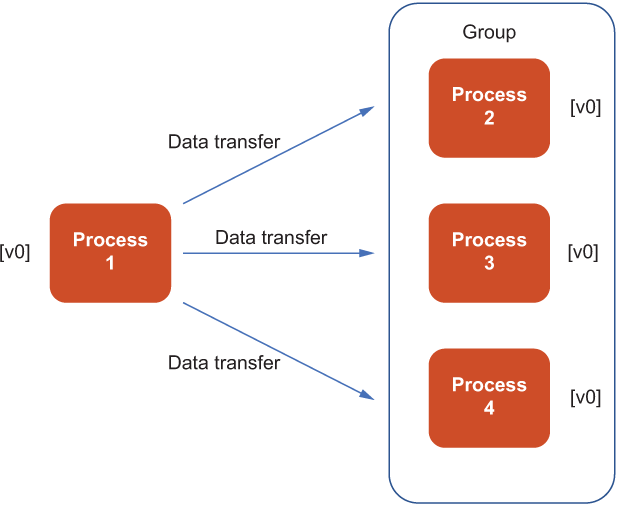 Group
Process
2
[v0]
Data transfer
Process
1
[v0]
Data transfer
Process
3
[v0]
Data transfer
Process
4
[v0]